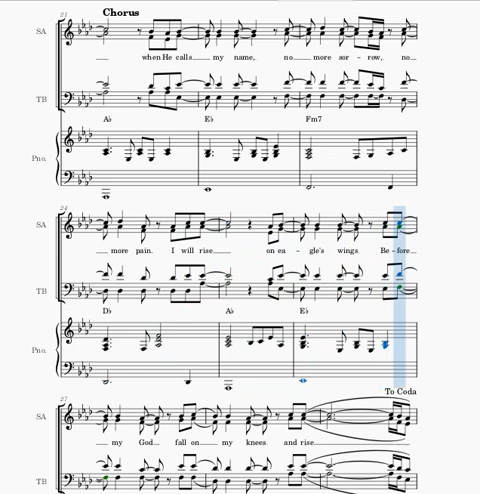 21
Chorus
SA
when He calls my name, no more sor - row, no
TB
A♭ E♭ Fm7
Pno.
24
SA
more pain. I will rise on ea - gle's wings. Be - fore
TB
D♭ A♭ E♭
Pno.
To Coda
27
SA
my God fall on my knees and rise
TB